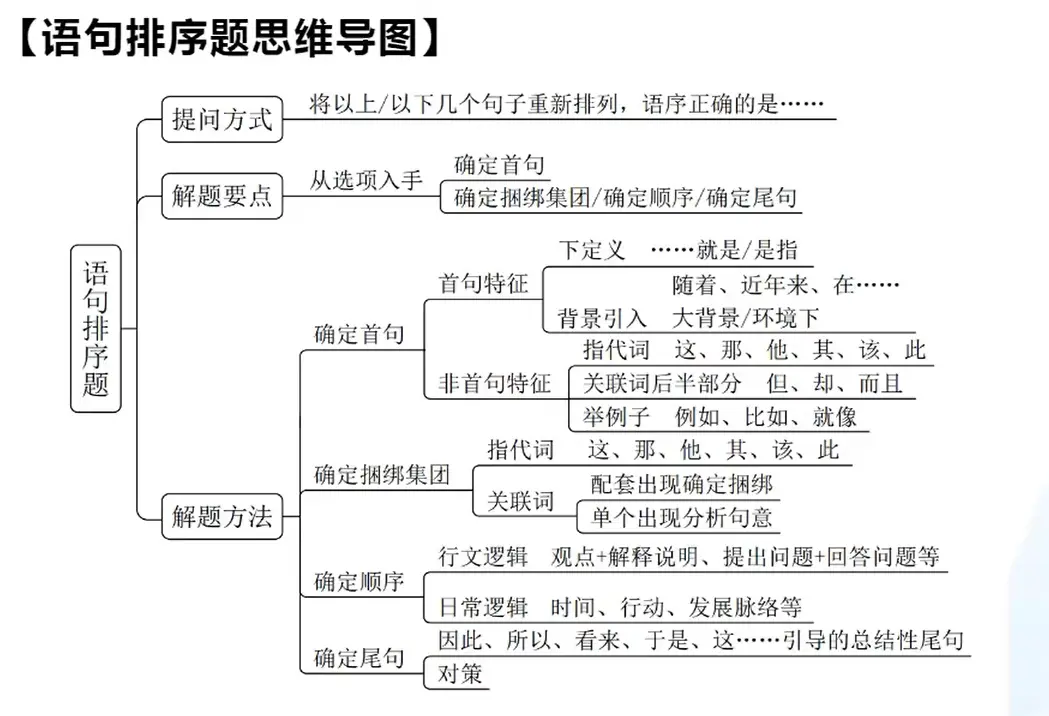 【语句排序题思维导图】
语句排序题
提问方式
将以上/以下几个句子重新排列，语序正确的是……
解题要点
从选项入手
确定首句
确定捆绑集团/确定顺序/确定尾句
解题方法
确定首句
首句特征
下定义 ……就是/是指
随着、近年来、在……
背景引入 大背景/环境下
非首句特征
指代词 这、那、他、其、该、此
关联词后半部分 但、却、而且
举例子 例如、比如、就像
确定捆绑集团
指代词 这、那、他、其、该、此
关联词
配套出现确定捆绑
单个出现分析句意
确定顺序
行文逻辑 观点+解释说明、提出问题+回答问题等
日常逻辑 时间、行动、发展脉络等
确定尾句
因此、所以、看来、于是、这……引导的总结性尾句
对策